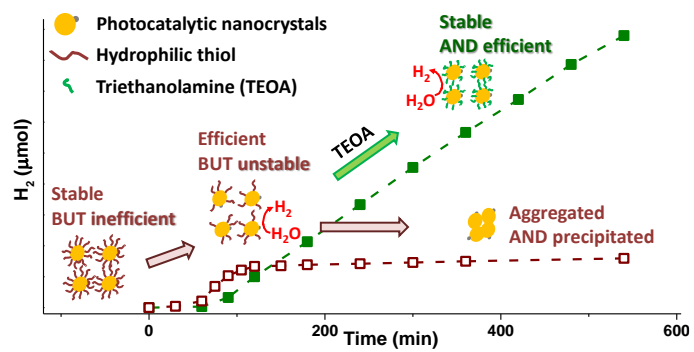 Photocatalytic nanocrystals
Hydrophilic thiol
Triethanolamine (TEOA)
Stable
AND efficient
H₂
H₂O
TEOA
Efficient
BUT unstable
H₂
H₂O
Stable
BUT inefficient
Aggregated
AND precipitated
H₂ (μmol)
0
200
400
600
Time (min)